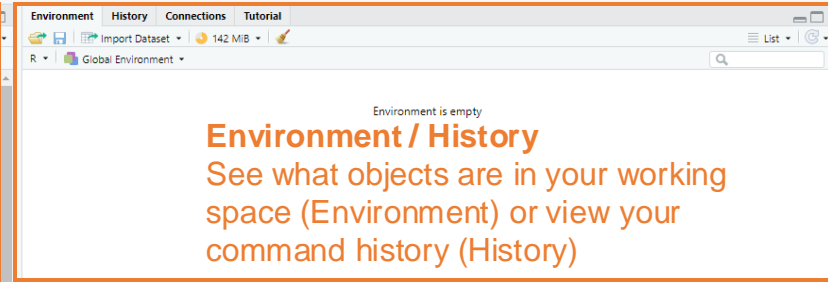 Environment History Connections Tutorial
Import Dataset 142 MiB List
R Global Environment
Environment is empty
Environment / History
See what objects are in your working
space (Environment) or view your
command history (History)